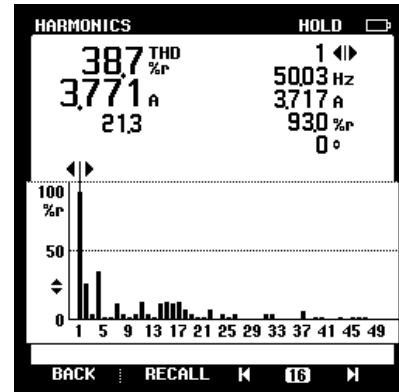 HARMONICS HOLD
38.7 THD %r
3.771 A
21.3
1
50.03 Hz
3.717 A
93.0 %r
0 °
100
%r
50
0
1 5 9 13 17 21 25 29 33 37 41 45 49
BACK RECALL 16